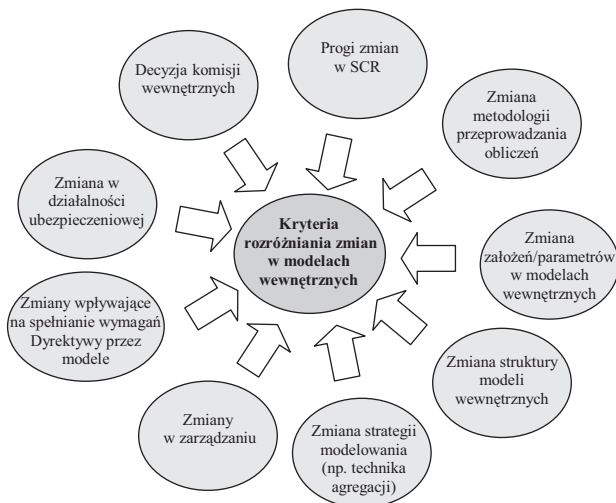 Decyzja komisji
wewnętrznych
Progi zmian
w SCR
Zmiana
metodologii
przeprowadzania
obliczeń
Zmiana w
działalności
ubezpieczeniowej
Kryteria
rozróżniania zmian
w modelach
wewnętrznych
Zmiana
założeń/parametrów
w modelach
wewnętrznych
Zmiany wpływające
na spełnianie wymagań
Dyrektywy przez
modele
Zmiana struktury
modeli
wewnętrznych
Zmiany
w zarządzaniu
Zmiana strategii
modelowania
(np. technika
agregacji)